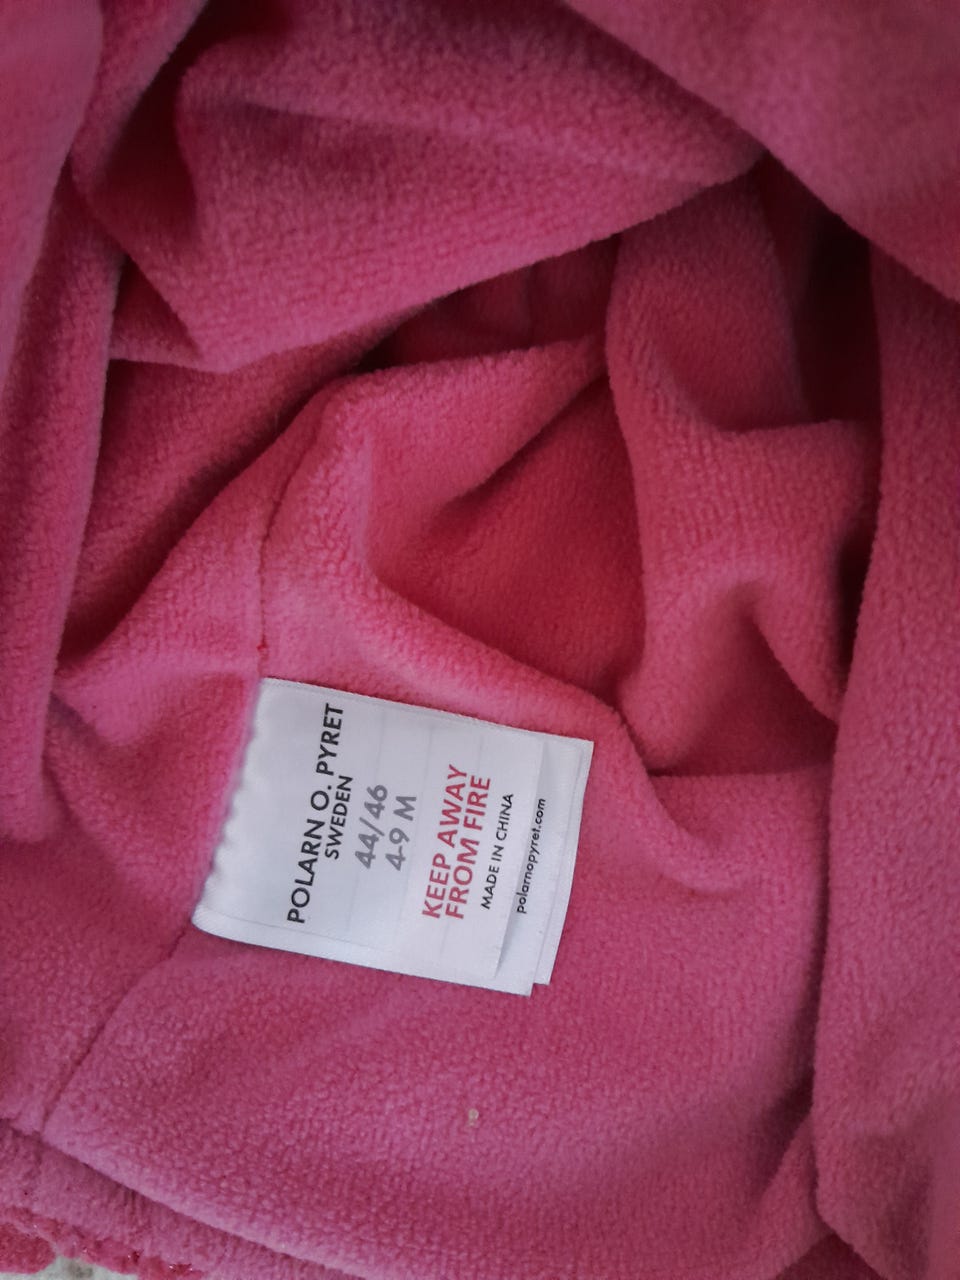 POLARN O. PYRET
SWEDEN
44/46
4-9 M
KEEP AWAY
FROM FIRE
MADE IN CHINA
polarnopyret.com